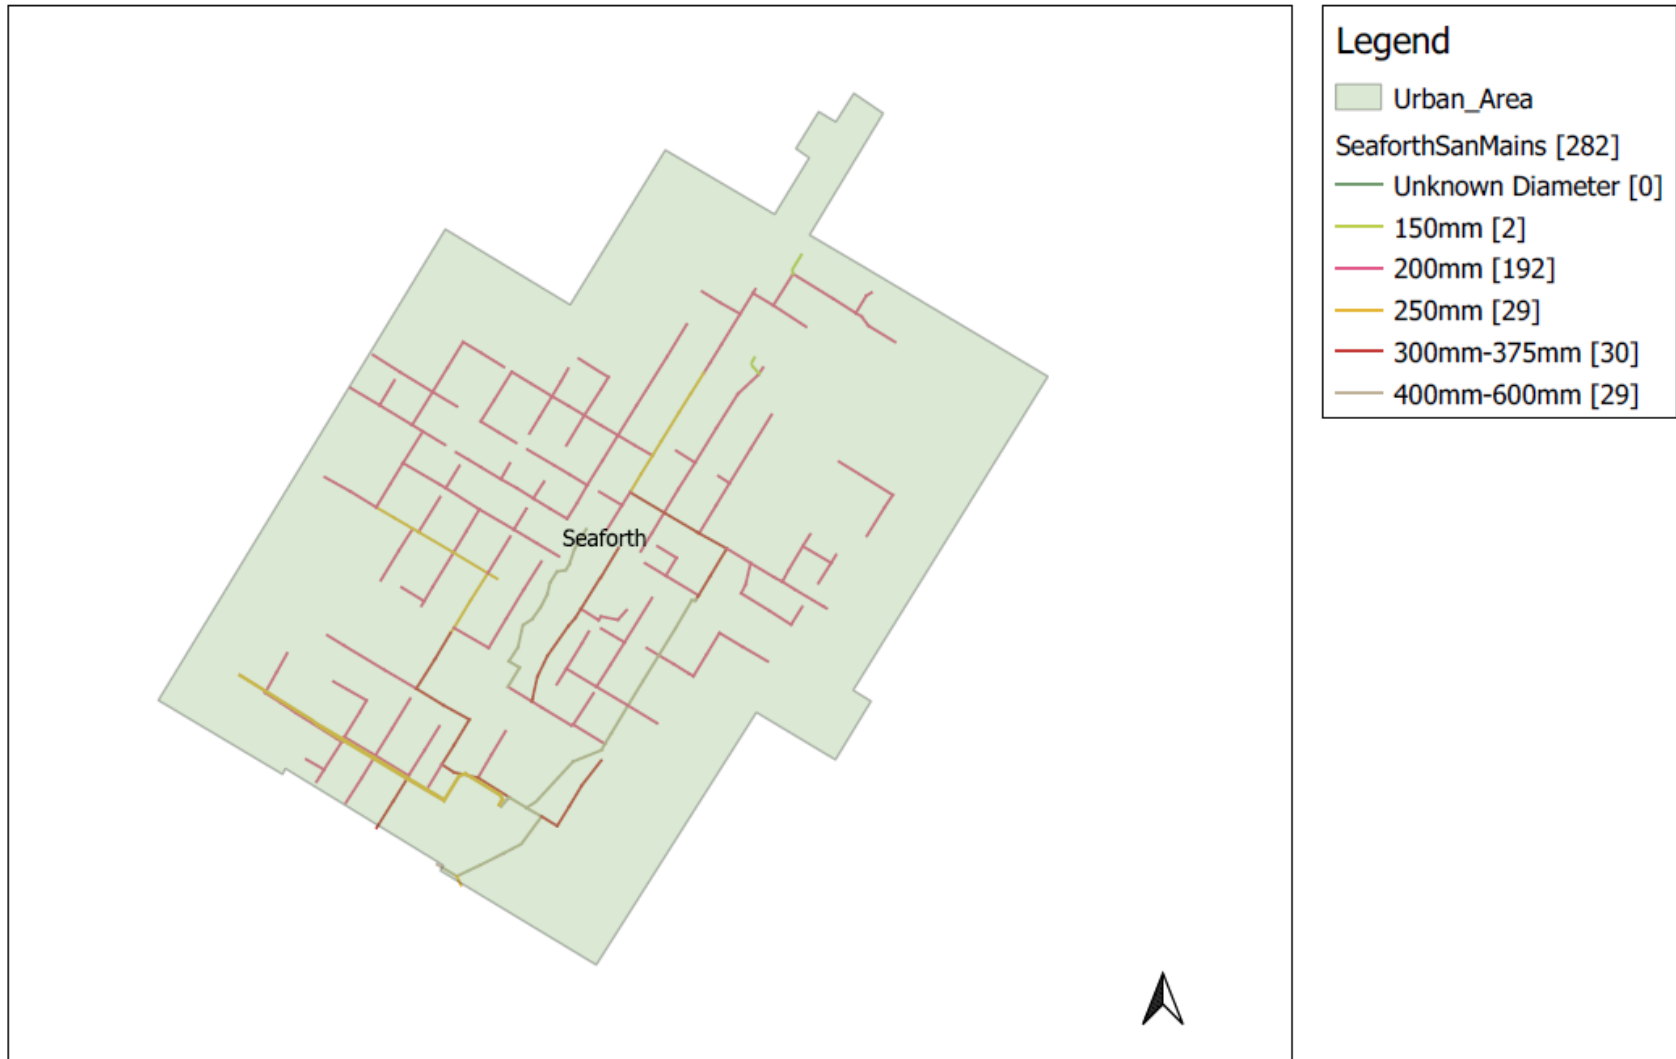 Legend
Urban_Area
SeaforthSanMains [282]
Unknown Diameter [0]
150mm [2]
200mm [192]
250mm [29]
300mm-375mm [30]
400mm-600mm [29]
Seaforth